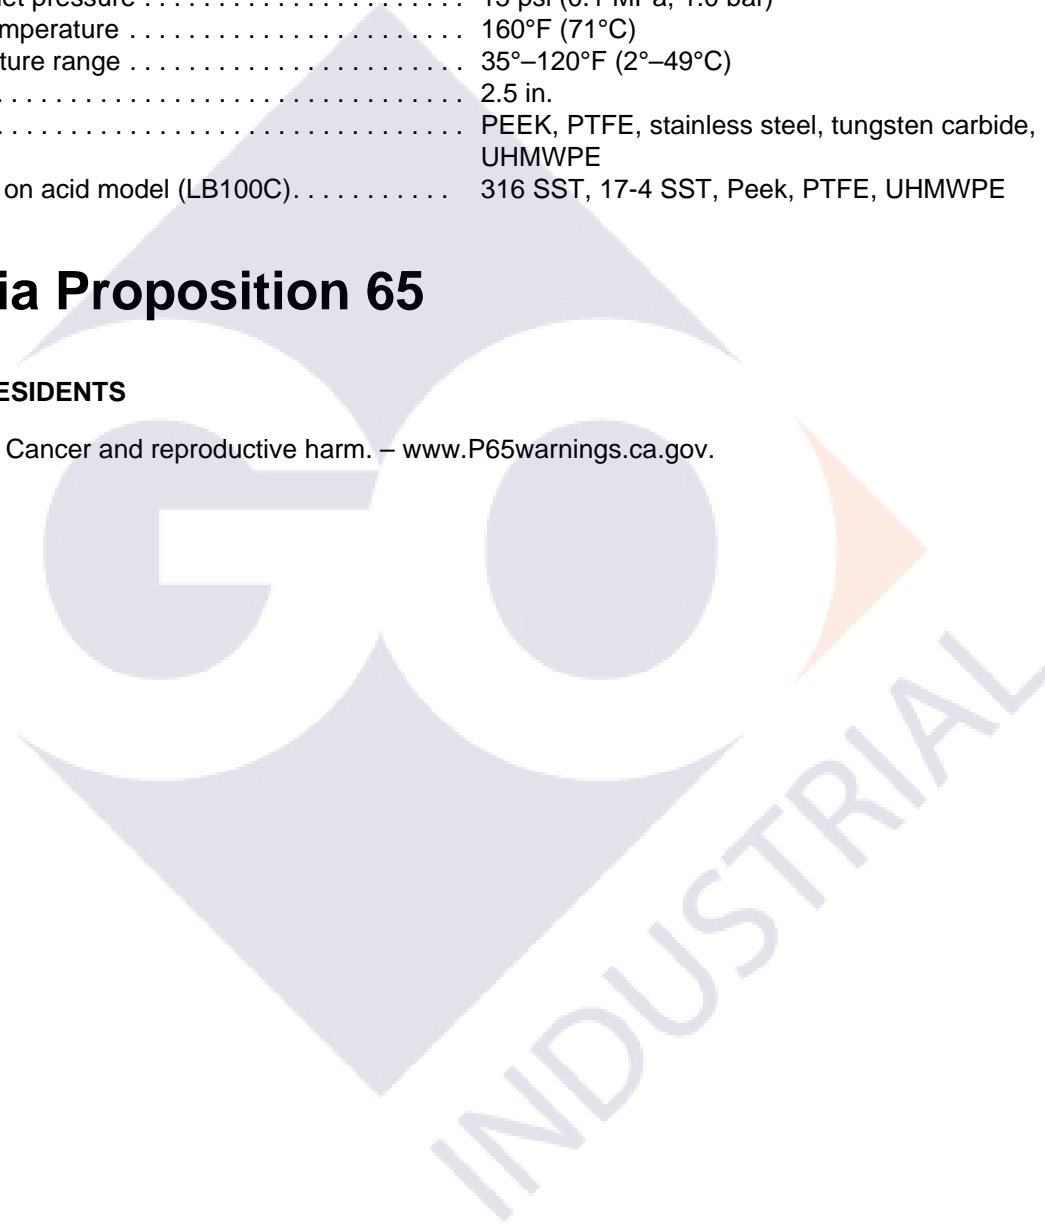 let pressure . . . . . . . . . . . . . . . . . . . . . . 15 psi (0.1 MPa, 1.0 bar)
mperature . . . . . . . . . . . . . . . . . . . . . . . 160°F (71°C)
ture range . . . . . . . . . . . . . . . . . . . . . . . 35°–120°F (2°–49°C)
. . . . . . . . . . . . . . . . . . . . . . . . . . . . . . . . 2.5 in.
. . . . . . . . . . . . . . . . . . . . . . . . . . . . . . . . PEEK, PTFE, stainless steel, tungsten carbide,
UHMWPE
on acid model (LB100C). . . . . . . . . . . 316 SST, 17-4 SST, Peek, PTFE, UHMWPE
ia Proposition 65
ESIDENTS
Cancer and reproductive harm. – www.P65warnings.ca.gov.
GO
INDUSTRIAL